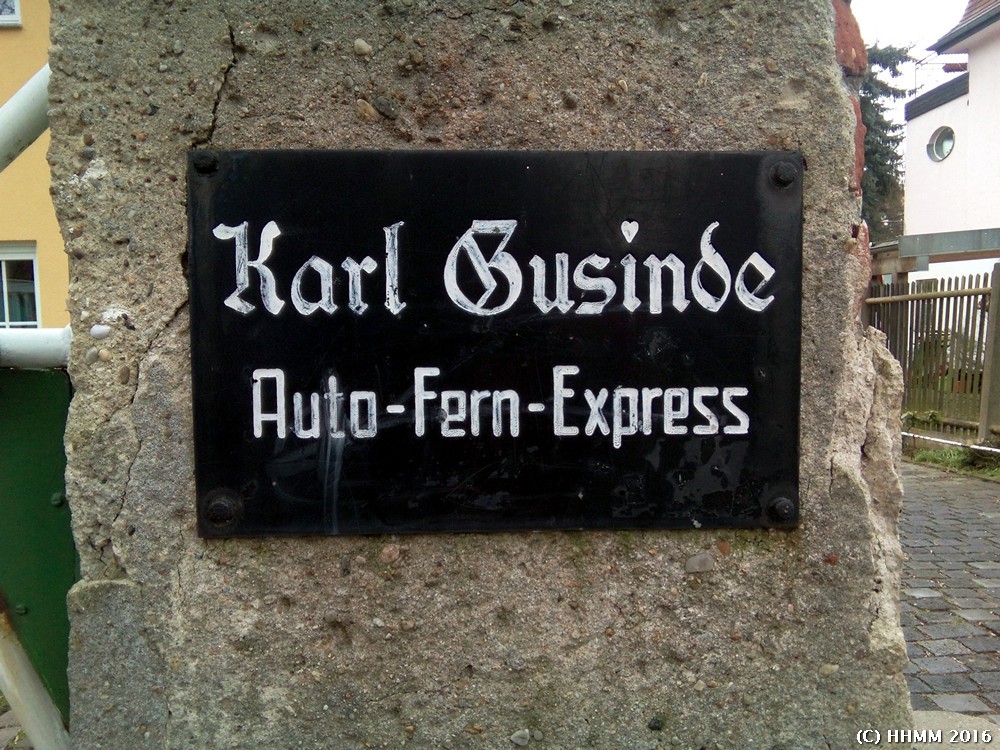 Karl Gusinde
Auto-Fern-Express
(C) HHMM 2016